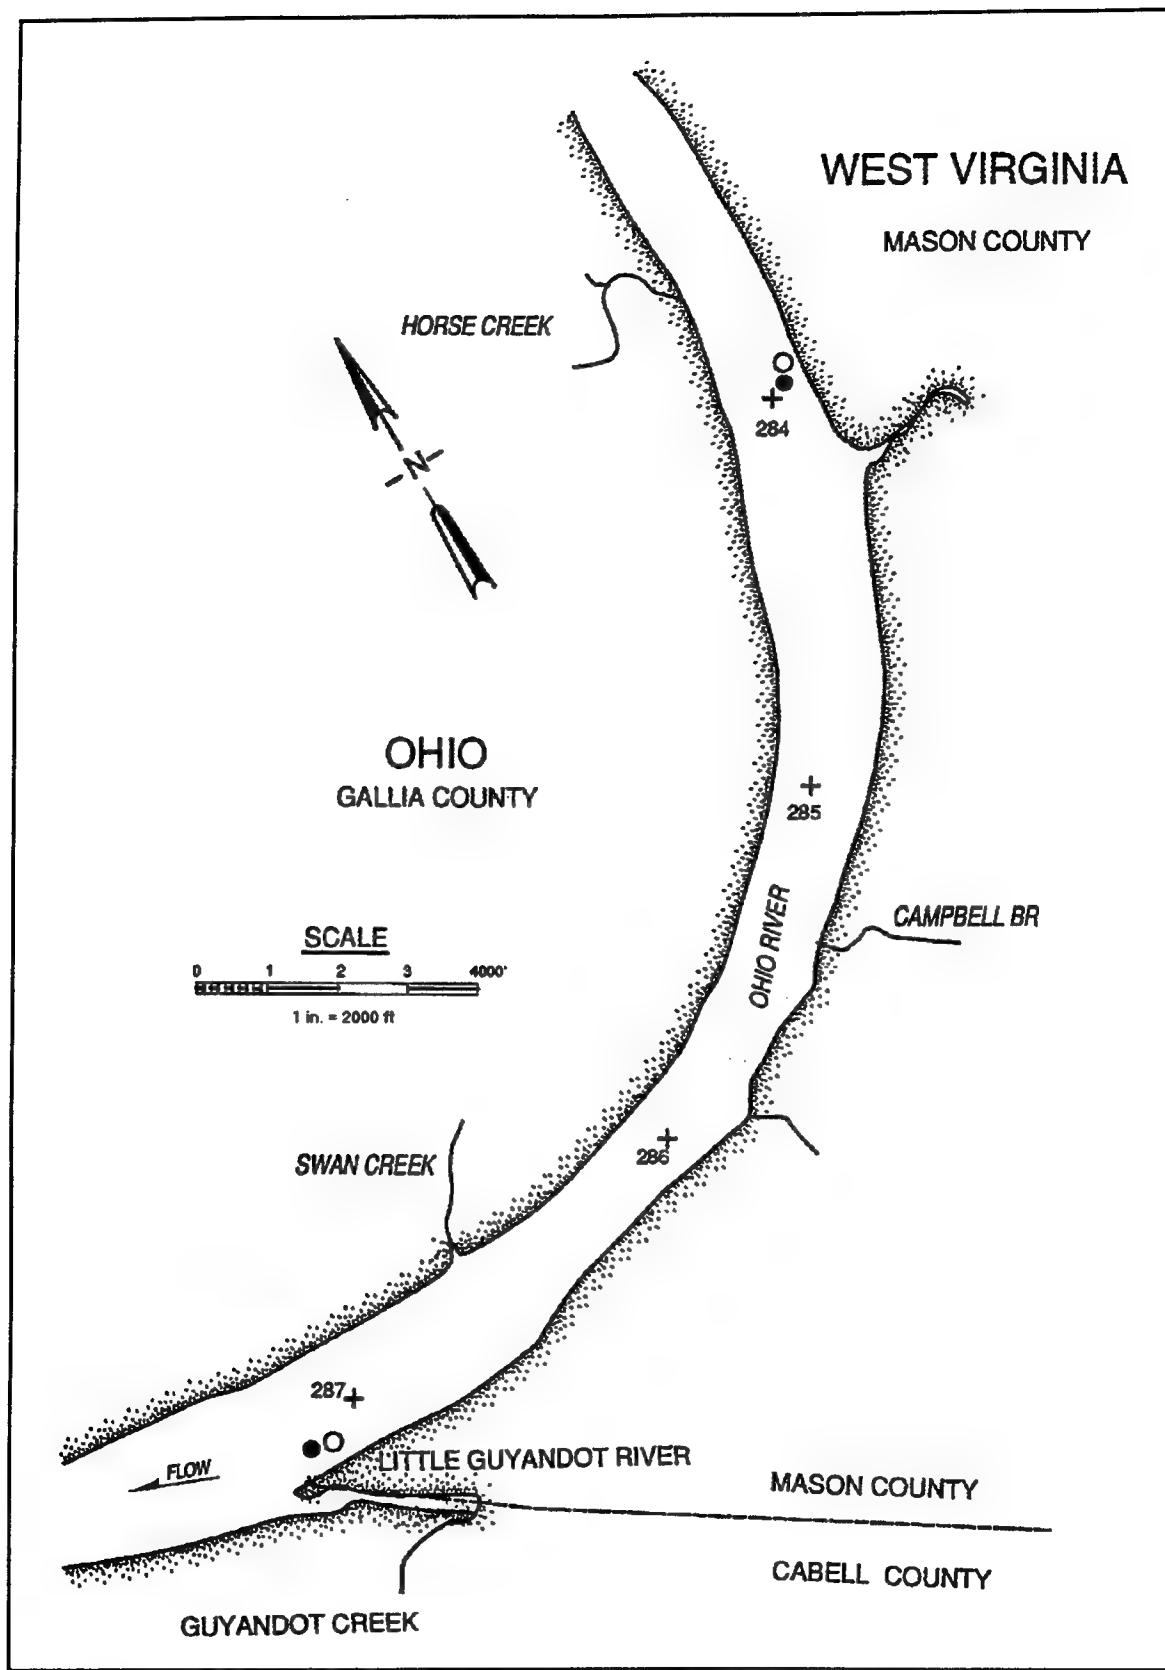 WEST VIRGINIA
MASON COUNTY
HORSE CREEK
284
N
OHIO
GALLIA COUNTY
285
CAMPBELL BR
OHIO RIVER
SCALE
0 1 2 3 4000'
1 in. = 2000 ft
SWAN CREEK
286
287
FLOW
LITTLE GUYANDOT RIVER
MASON COUNTY
CABELL COUNTY
GUYANDOT CREEK